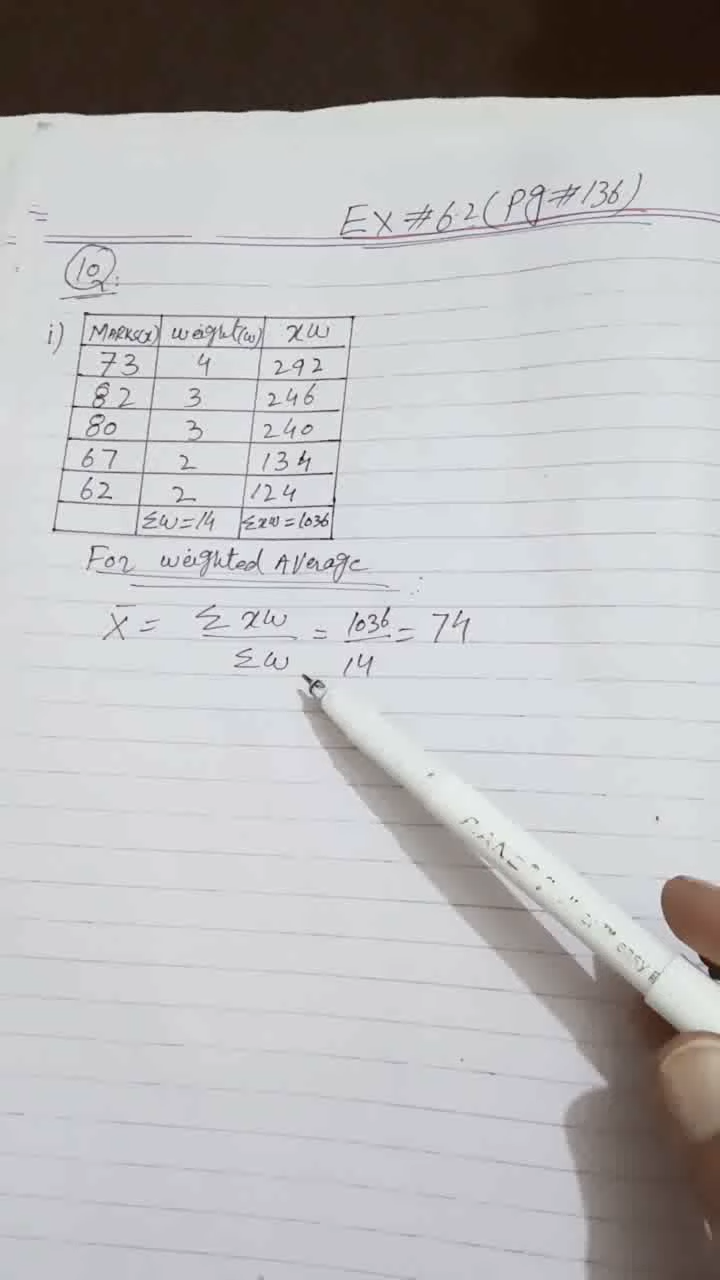 Ex # 6.2 (Pg # 136)
10
i) MARKS(x) weight(w) xw
73 4 292
82 3 246
80 3 240
67 2 134
62 2 124
Σw = 14 Σxw = 1036
For weighted Average
X̄ = Σxw / Σw = 1036 / 14 = 74